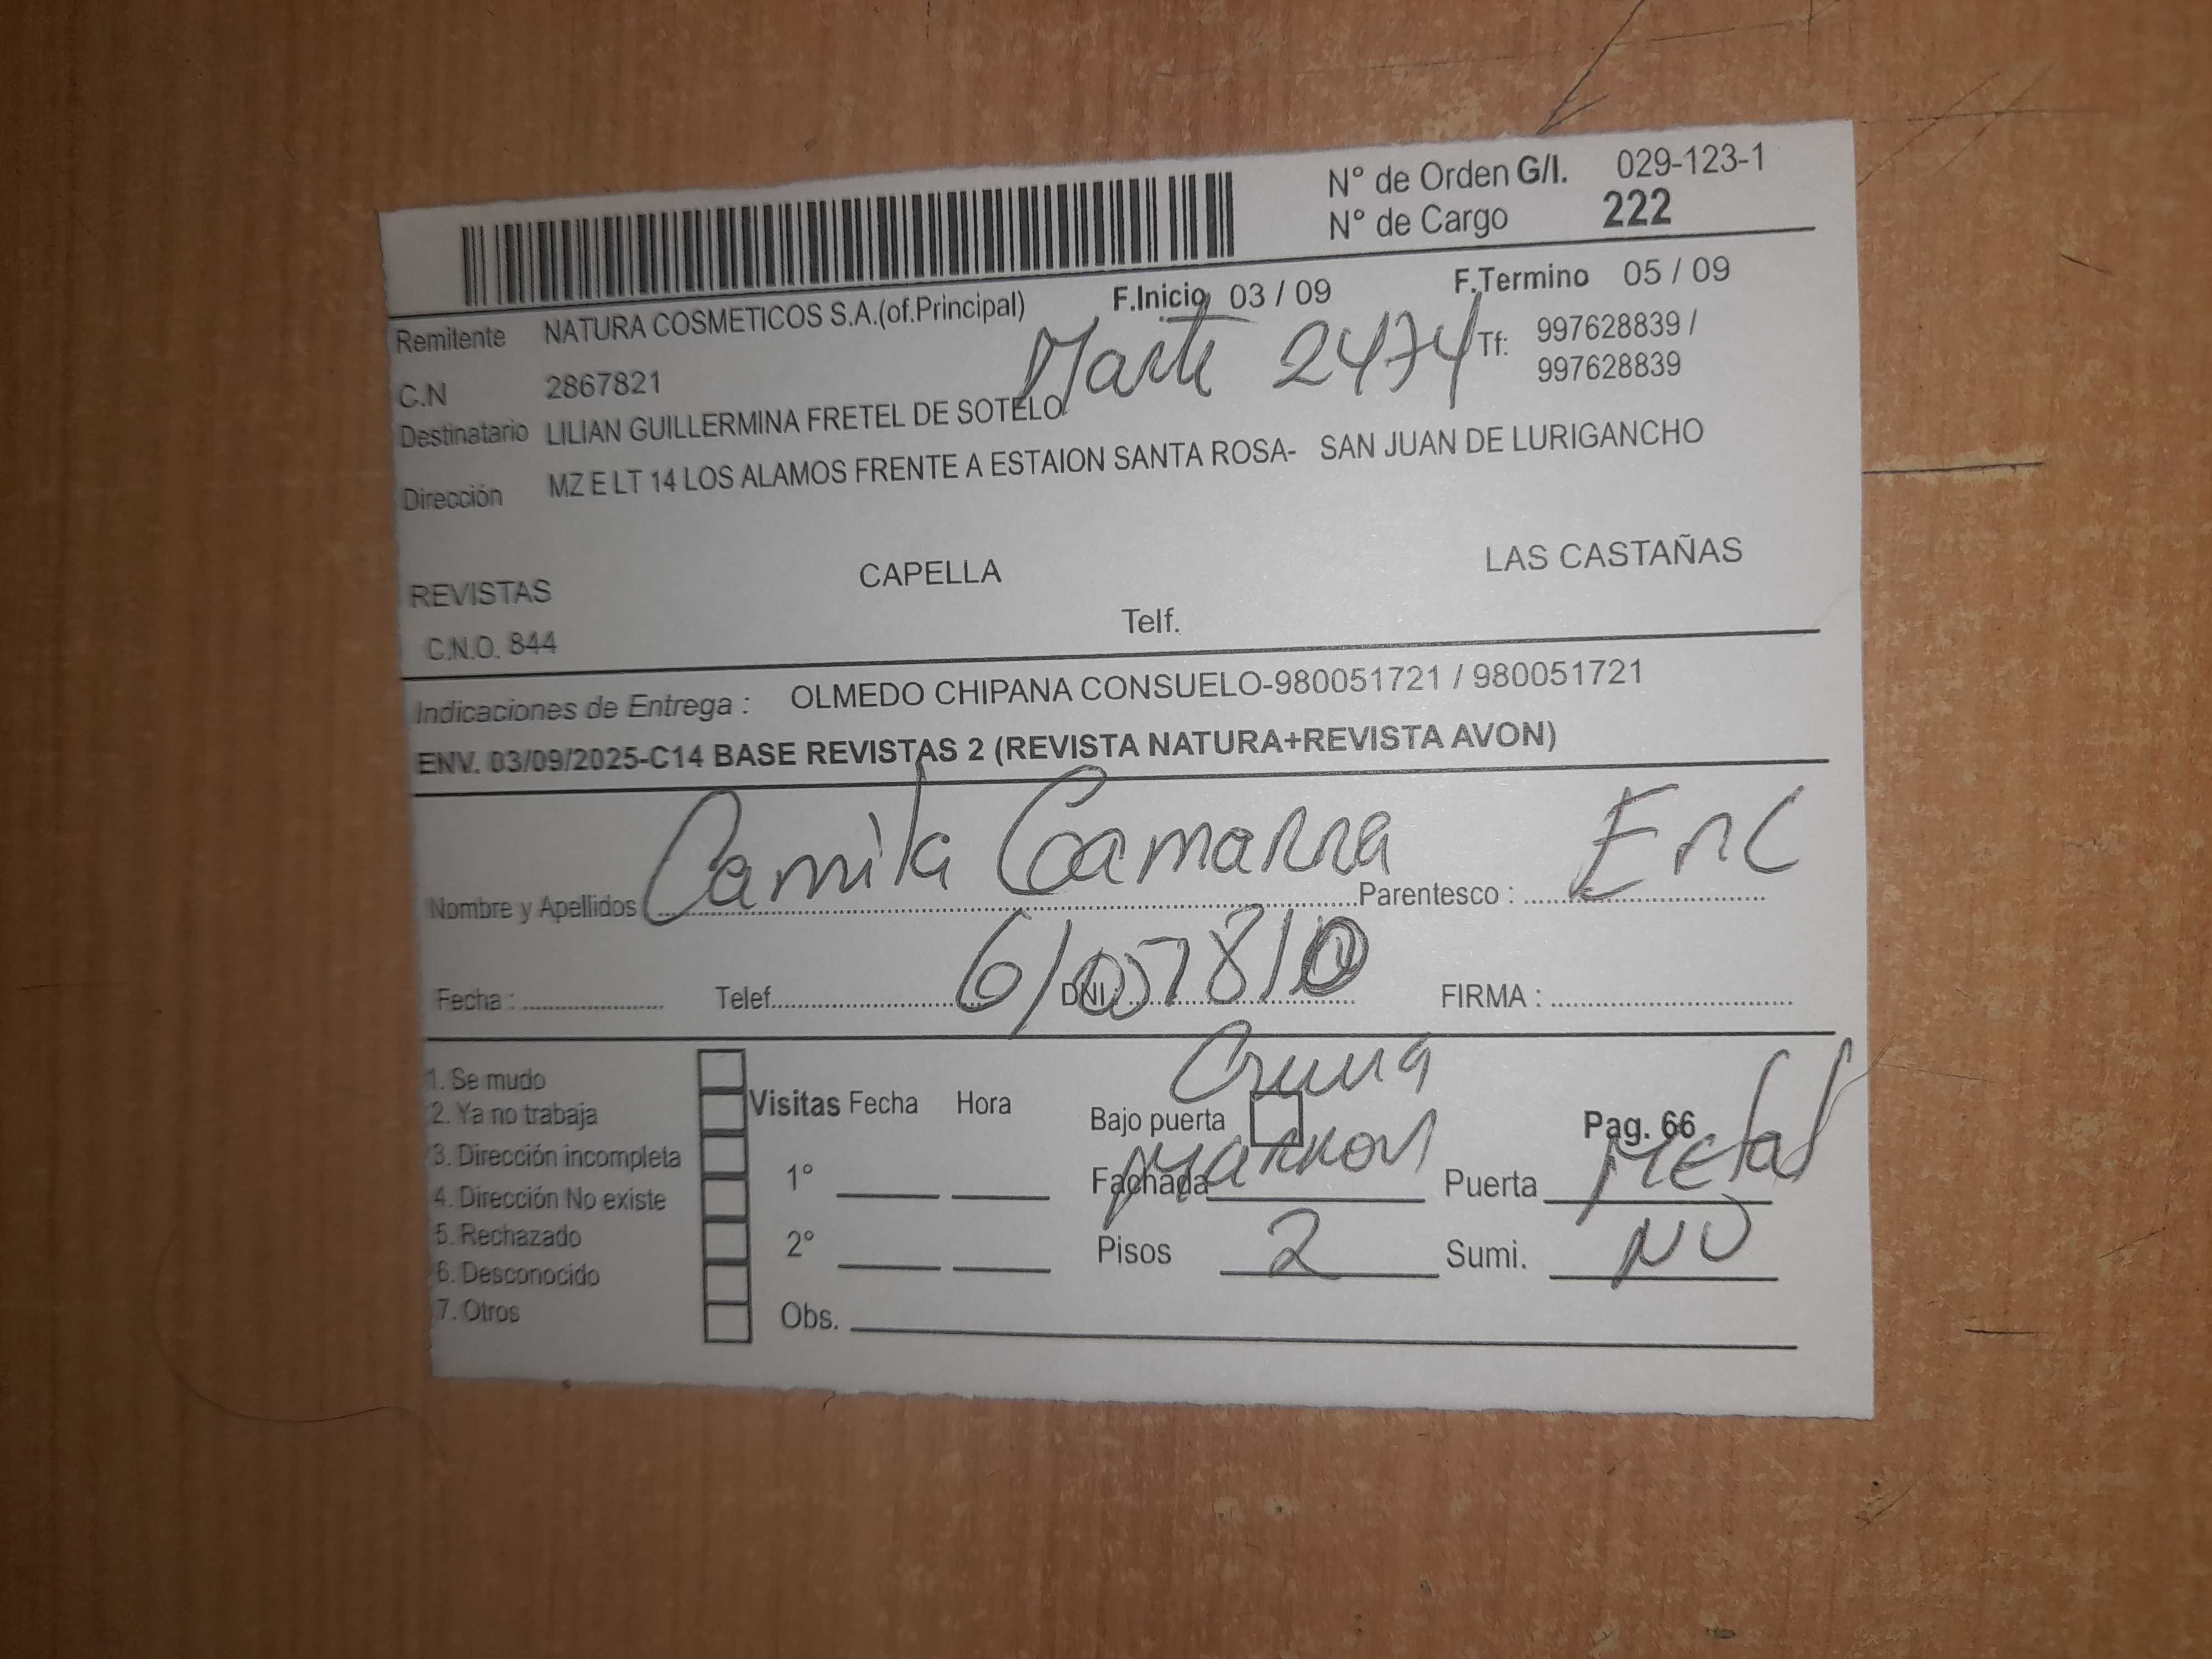 N° de Orden G/I. 029-123-1
N° de Cargo 222
F.Inicio 03 / 09 F.Termino 05 / 09
Remitente NATURA COSMETICOS S.A.(of.Principal)
Marte 2474 Tf: 997628839 /
997628839
C.N 2867821
Destinatario LILIAN GUILLERMINA FRETEL DE SOTELO
Dirección MZ E LT 14 LOS ALAMOS FRENTE A ESTAION SANTA ROSA- SAN JUAN DE LURIGANCHO
REVISTAS CAPELLA LAS CASTAÑAS
C.N.O. 844 Telf.
Indicaciones de Entrega : OLMEDO CHIPANA CONSUELO-980051721 / 980051721
ENV. 03/09/2025-C14 BASE REVISTAS 2 (REVISTA NATURA+REVISTA AVON)
Nombre y Apellidos Camila Gamarra Parentesco : Enc
Fecha : Telef. DNI : FIRMA :
1. Se mudo
2. Ya no trabaja
3. Dirección incompleta
4. Dirección No existe
5. Rechazado
6. Desconocido
7. Otros
Visitas Fecha Hora
1°
2°
Obs.
Crema
Bajo puerta Pag. 66
Fachada Marron Puerta Metal
Pisos 2 Sumi. NO